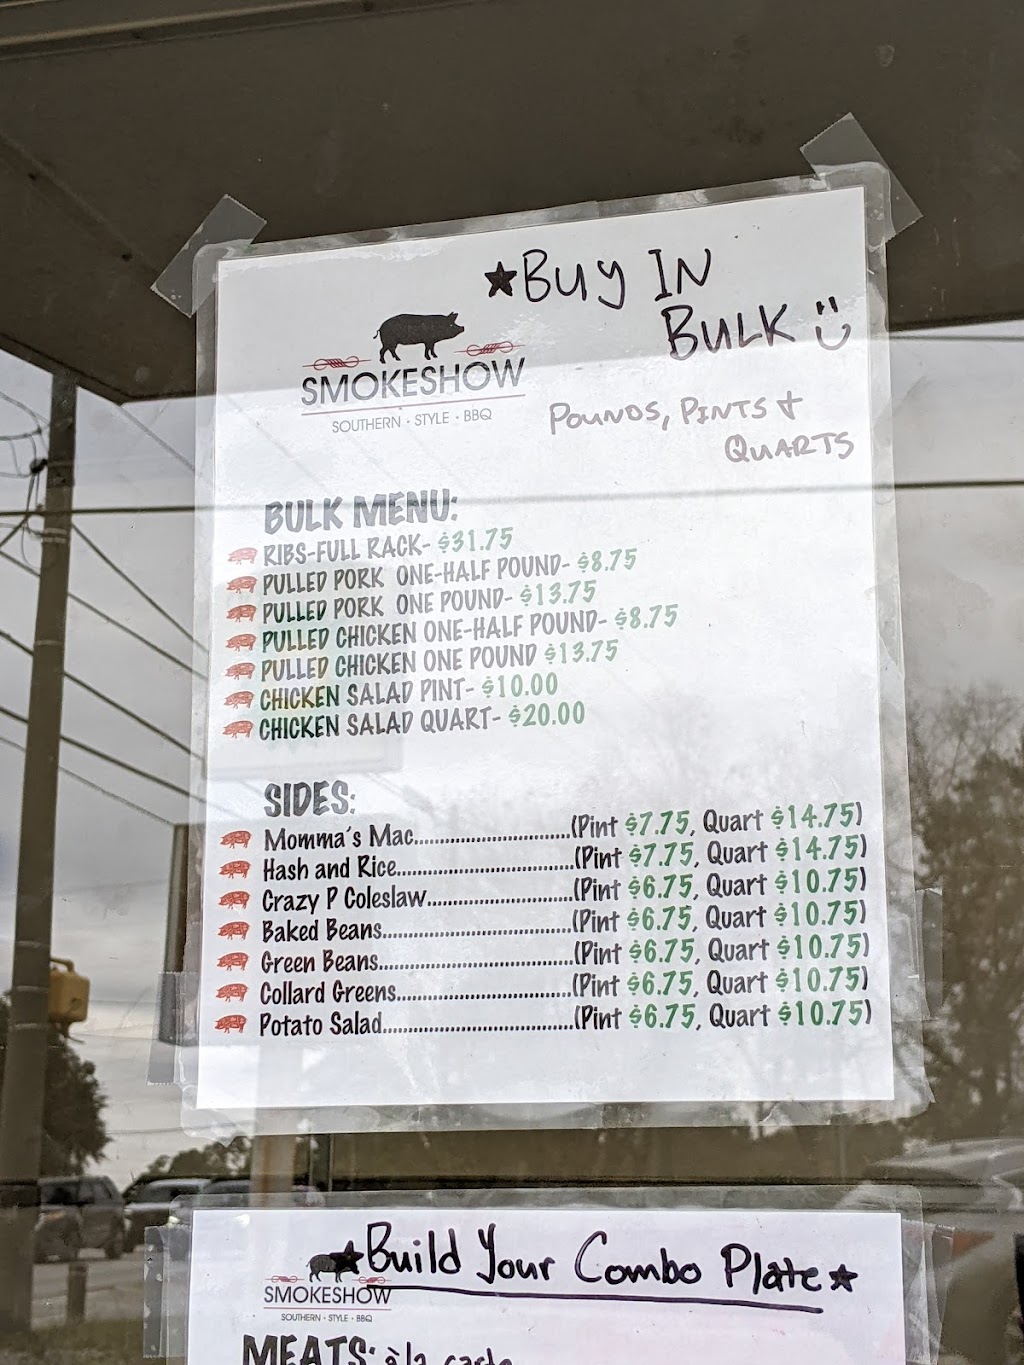 ★Buy In
Bulk
SMOKESHOW
SOUTHERN · STYLE · BBQ
Pounds, Pints +
Quarts
BULK MENU:
RIBS-FULL RACK- $31.75
PULLED PORK ONE-HALF POUND- $8.75
PULLED PORK ONE POUND- $13.75
PULLED CHICKEN ONE-HALF POUND- $8.75
PULLED CHICKEN ONE POUND $13.75
CHICKEN SALAD PINT- $10.00
CHICKEN SALAD QUART- $20.00
SIDES:
Momma's Mac..............................(Pint $7.75, Quart $14.75)
Hash and Rice..................................(Pint $7.75, Quart $14.75)
Crazy P Coleslaw............................(Pint $6.75, Quart $10.75)
Baked Beans....................................(Pint $6.75, Quart $10.75)
Green Beans.....................................(Pint $6.75, Quart $10.75)
Collard Greens.................................(Pint $6.75, Quart $10.75)
Potato Salad.....................................(Pint $6.75, Quart $10.75)
★Build Your Combo Plate★
SMOKESHOW
SOUTHERN · STYLE · BBQ
MEATS: à la carte